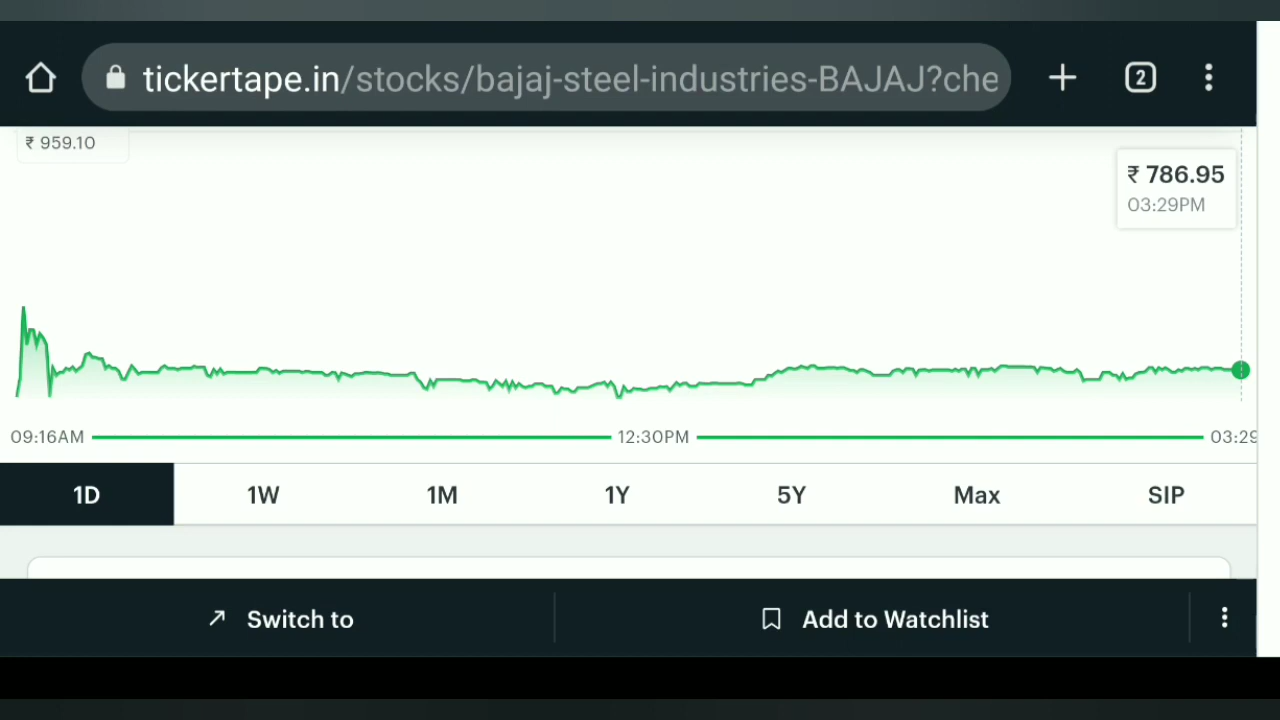 tickertape.in/stocks/bajaj-steel-industries-BAJAJ?che
2
₹ 959.10
₹ 786.95
03:29PM
09:16AM 12:30PM 03:29
1D 1W 1M 1Y 5Y Max SIP
Switch to Add to Watchlist